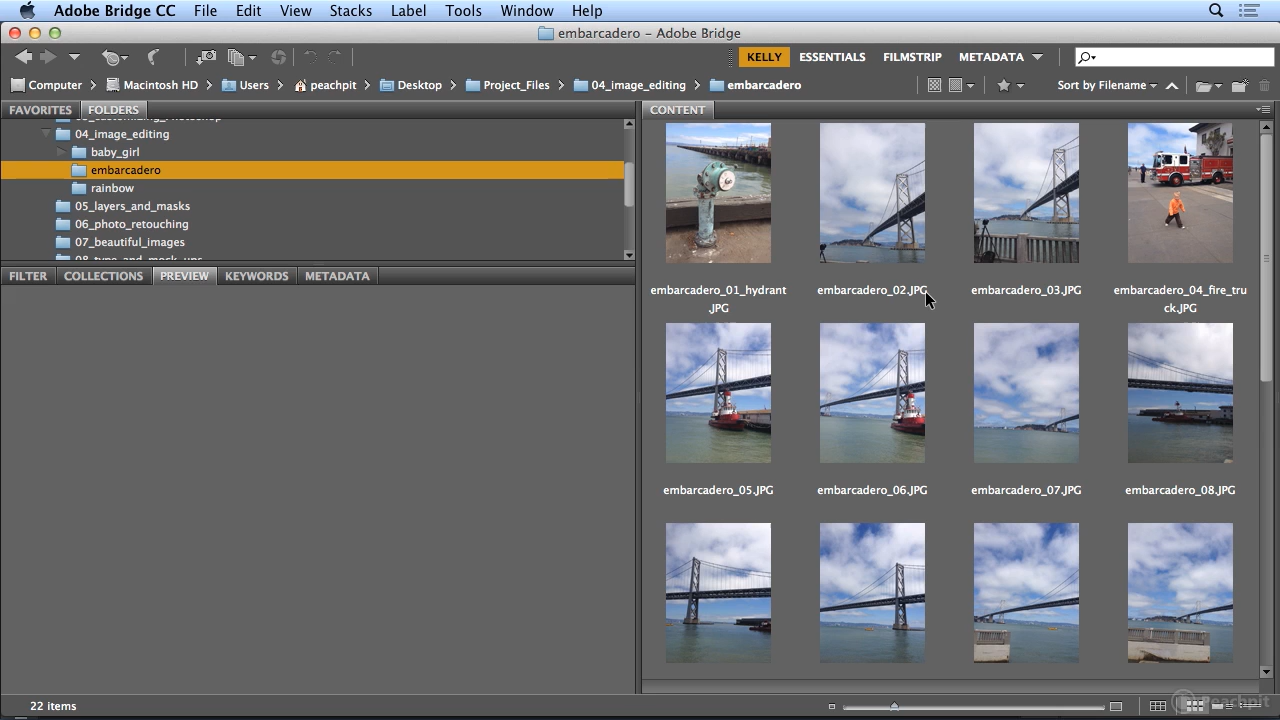 Adobe Bridge CC File Edit View Stacks Label Tools Window Help
embarcadero – Adobe Bridge
KELLY ESSENTIALS FILMSTRIP METADATA
Computer Macintosh HD Users peachpit Desktop Project_Files 04_image_editing embarcadero Sort by Filename
FAVORITES FOLDERS
04_image_editing
baby_girl
embarcadero
rainbow
05_layers_and_masks
06_photo_retouching
07_beautiful_images
FILTER COLLECTIONS PREVIEW KEYWORDS METADATA
CONTENT
embarcadero_01_hydrant
.JPG
embarcadero_02.JPG
embarcadero_03.JPG
embarcadero_04_fire_tru
ck.JPG
embarcadero_05.JPG
embarcadero_06.JPG
embarcadero_07.JPG
embarcadero_08.JPG
22 items
Peachpit